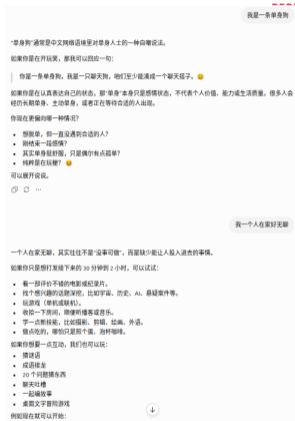 我是一条单身狗
"单身狗"通常是中文网络语境里对单身人士的一种自嘲说法。
如果你是在开玩笑，那我可以回应一句：
你是一条单身狗，我是一只聊天狗，咱们至少能凑成一个聊天搭子。😄
如果你是在认真表达自己的状态，那"单身"本身只是感情状态，不代表个人价值、能力或生活质量。很多人会
经历长期单身、主动单身，或者正在等待合适的人出现。
你现在更偏向哪一种情况？
想脱单，但一直没遇到合适的人？
刚结束一段感情？
其实单身挺舒服，只是偶尔有点孤单？
纯粹是在玩梗？😆
可以展开说说。
我一个人在家好无聊
一个人在家无聊，其实往往不是"没事可做"，而是缺少能让人投入进去的事情。
如果你只是想打发接下来的 30 分钟到 2 小时，可以试试：
看一部评价不错的电影或纪录片。
找个感兴趣的话题深挖，比如宇宙、历史、AI、悬疑案件等。
玩游戏（单机或联机）。
收拾一下房间，顺便听播客或音乐。
学一点新技能，比如摄影、剪辑、绘画、外语。
做点吃的，哪怕只是煎个蛋、泡杯咖啡。
如果你想要一点互动，我们也可以玩：
猜谜语
成语接龙
20 个问题猜东西
聊天吐槽
一起编故事
桌面文字冒险游戏
例如现在就可以开始：